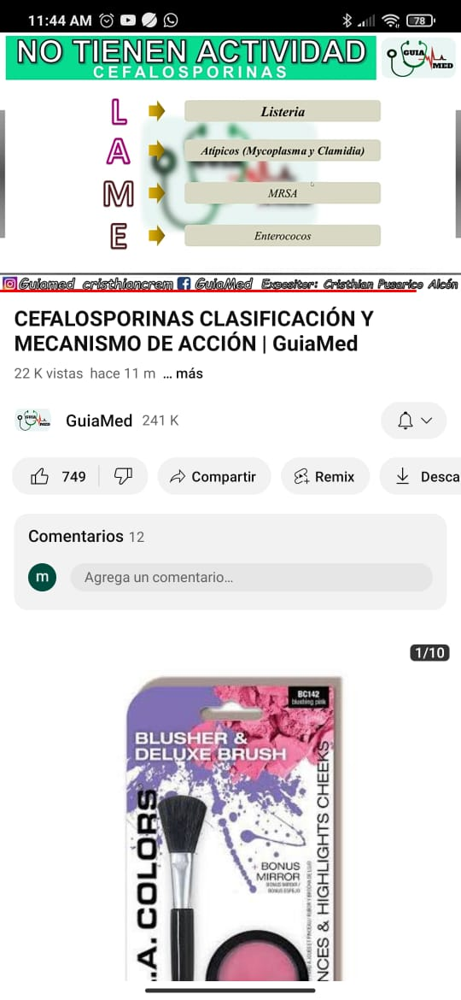 11:44 AM
78
NO TIENEN ACTIVIDAD
CEFALOSPORINAS
GUIA
MED
L
Listeria
A
Atípicos (Mycoplasma y Clamidia)
M
MRSA
E
Enterococos
Guiamed_cristhiancrem GuiaMed Expositor: Cristhian Pusarico Alcón
CEFALOSPORINAS CLASIFICACIÓN Y
MECANISMO DE ACCIÓN | GuiaMed
22 K vistas hace 11 m ... más
GuiaMed 241 K
749 Compartir Remix Desca
Comentarios 12
m
Agrega un comentario...
1/10
BC142
blushing pink
BLUSHER &
DELUXE BRUSH
.A. COLORS
+ BONUS
MIRROR
NCES & HIGHLIGHTS CHEEKS